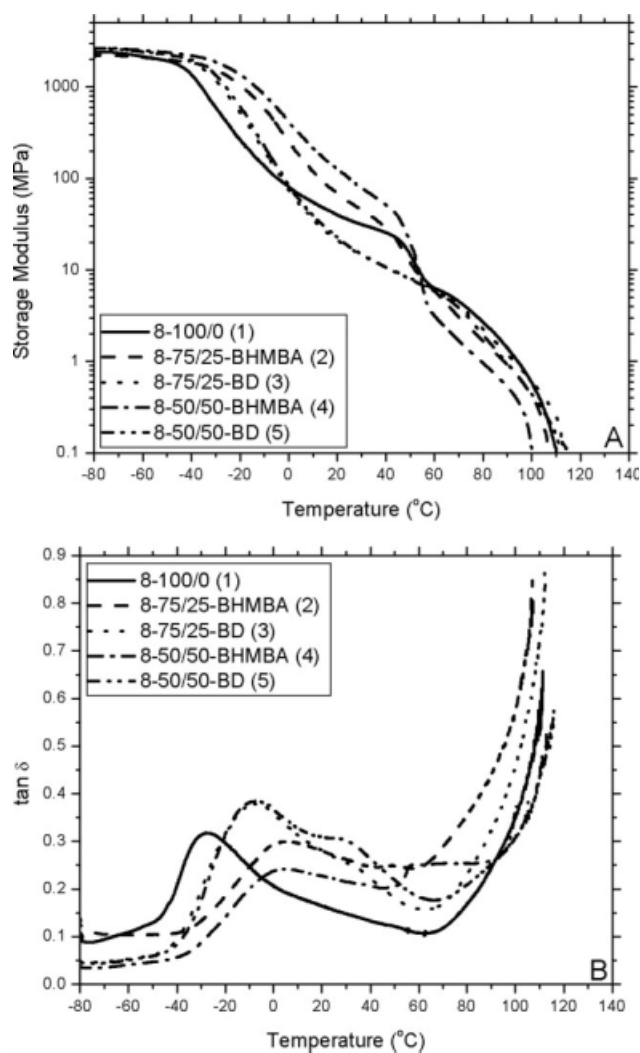 1000
100
10
1
0.1
Storage Modulus (MPa)
8-100/0 (1)
8-75/25-BHMBA (2)
8-75/25-BD (3)
8-50/50-BHMBA (4)
8-50/50-BD (5)
A
-80 -60 -40 -20 0 20 40 60 80 100 120 140
Temperature (°C)
0.9
0.8
0.7
0.6
0.5
0.4
0.3
0.2
0.1
0.0
tan δ
8-100/0 (1)
8-75/25-BHMBA (2)
8-75/25-BD (3)
8-50/50-BHMBA (4)
8-50/50-BD (5)
B
-80 -60 -40 -20 0 20 40 60 80 100 120 140
Temperature (°C)